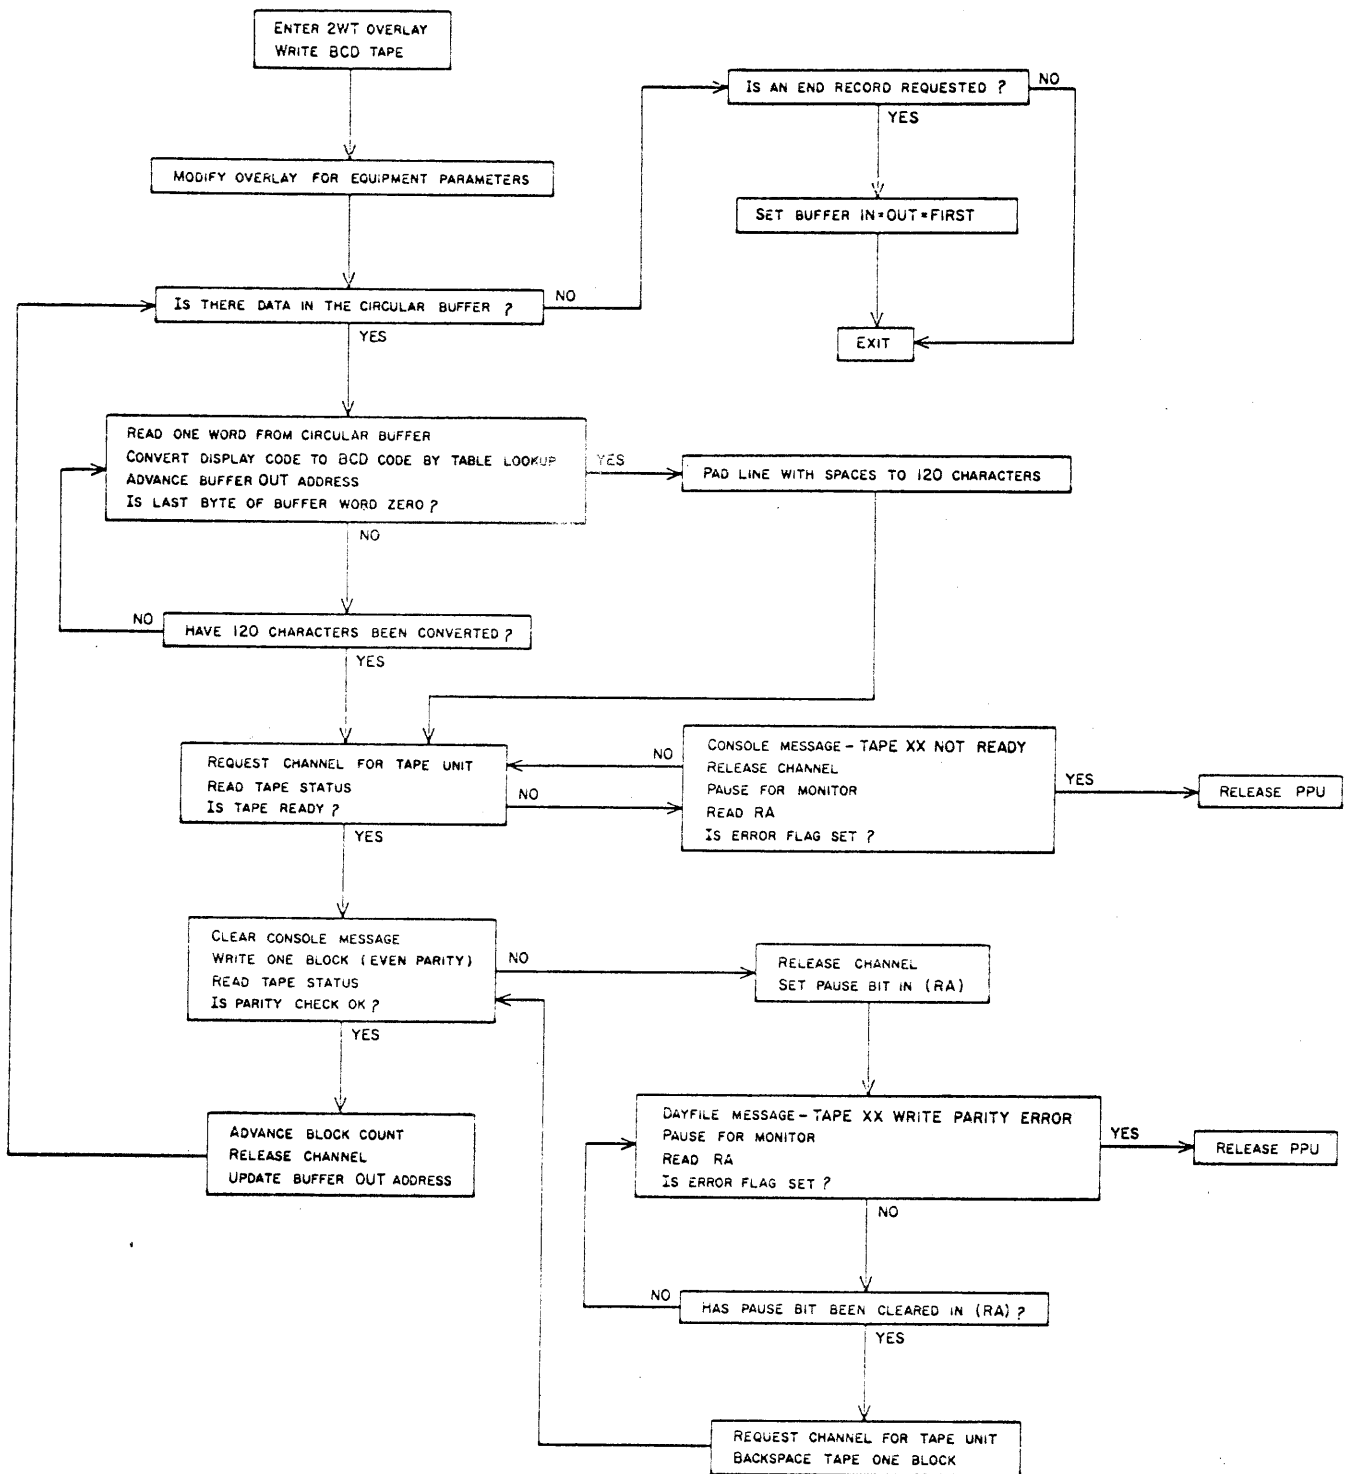 ENTER 2WT OVERLAY
WRITE BCD TAPE
IS AN END RECORD REQUESTED ?
NO
YES
MODIFY OVERLAY FOR EQUIPMENT PARAMETERS
SET BUFFER IN=OUT=FIRST
IS THERE DATA IN THE CIRCULAR BUFFER ?
NO
YES
EXIT
READ ONE WORD FROM CIRCULAR BUFFER
CONVERT DISPLAY CODE TO BCD CODE BY TABLE LOOKUP
ADVANCE BUFFER OUT ADDRESS
IS LAST BYTE OF BUFFER WORD ZERO ?
YES
PAD LINE WITH SPACES TO 120 CHARACTERS
NO
NO
HAVE 120 CHARACTERS BEEN CONVERTED ?
YES
REQUEST CHANNEL FOR TAPE UNIT
READ TAPE STATUS
IS TAPE READY ?
NO
NO
YES
CONSOLE MESSAGE - TAPE XX NOT READY
RELEASE CHANNEL
PAUSE FOR MONITOR
READ RA
IS ERROR FLAG SET ?
YES
RELEASE PPU
CLEAR CONSOLE MESSAGE
WRITE ONE BLOCK (EVEN PARITY)
READ TAPE STATUS
IS PARITY CHECK OK ?
NO
YES
RELEASE CHANNEL
SET PAUSE BIT IN (RA)
ADVANCE BLOCK COUNT
RELEASE CHANNEL
UPDATE BUFFER OUT ADDRESS
DAYFILE MESSAGE - TAPE XX WRITE PARITY ERROR
PAUSE FOR MONITOR
READ RA
IS ERROR FLAG SET ?
YES
RELEASE PPU
NO
NO
HAS PAUSE BIT BEEN CLEARED IN (RA) ?
YES
REQUEST CHANNEL FOR TAPE UNIT
BACKSPACE TAPE ONE BLOCK